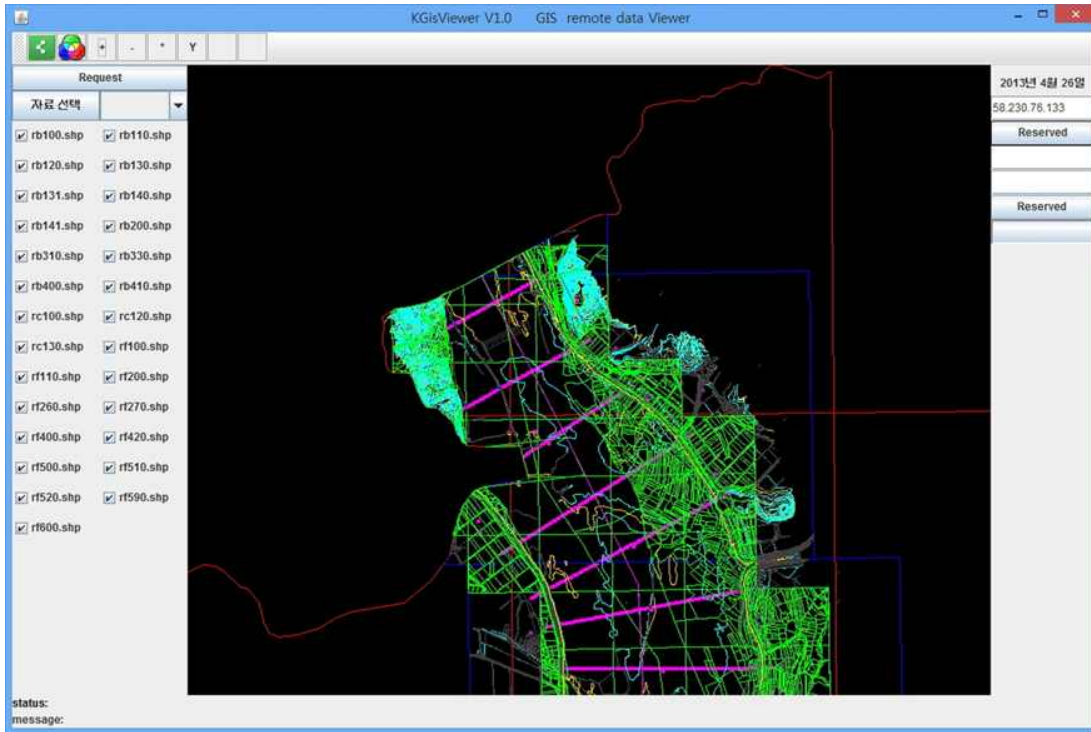 KGisViewer V1.0 GIS remote data Viewer
+ - * Y
Request
자료 선택
rb100.shp rb110.shp
rb120.shp rb130.shp
rb131.shp rb140.shp
rb141.shp rb200.shp
rb310.shp rb330.shp
rb400.shp rb410.shp
rc100.shp rc120.shp
rc130.shp rf100.shp
rf110.shp rf200.shp
rf260.shp rf270.shp
rf400.shp rf420.shp
rf500.shp rf510.shp
rf520.shp rf590.shp
rf600.shp
2013년 4월 26일
58.230.76.133
Reserved
Reserved
status:
message: